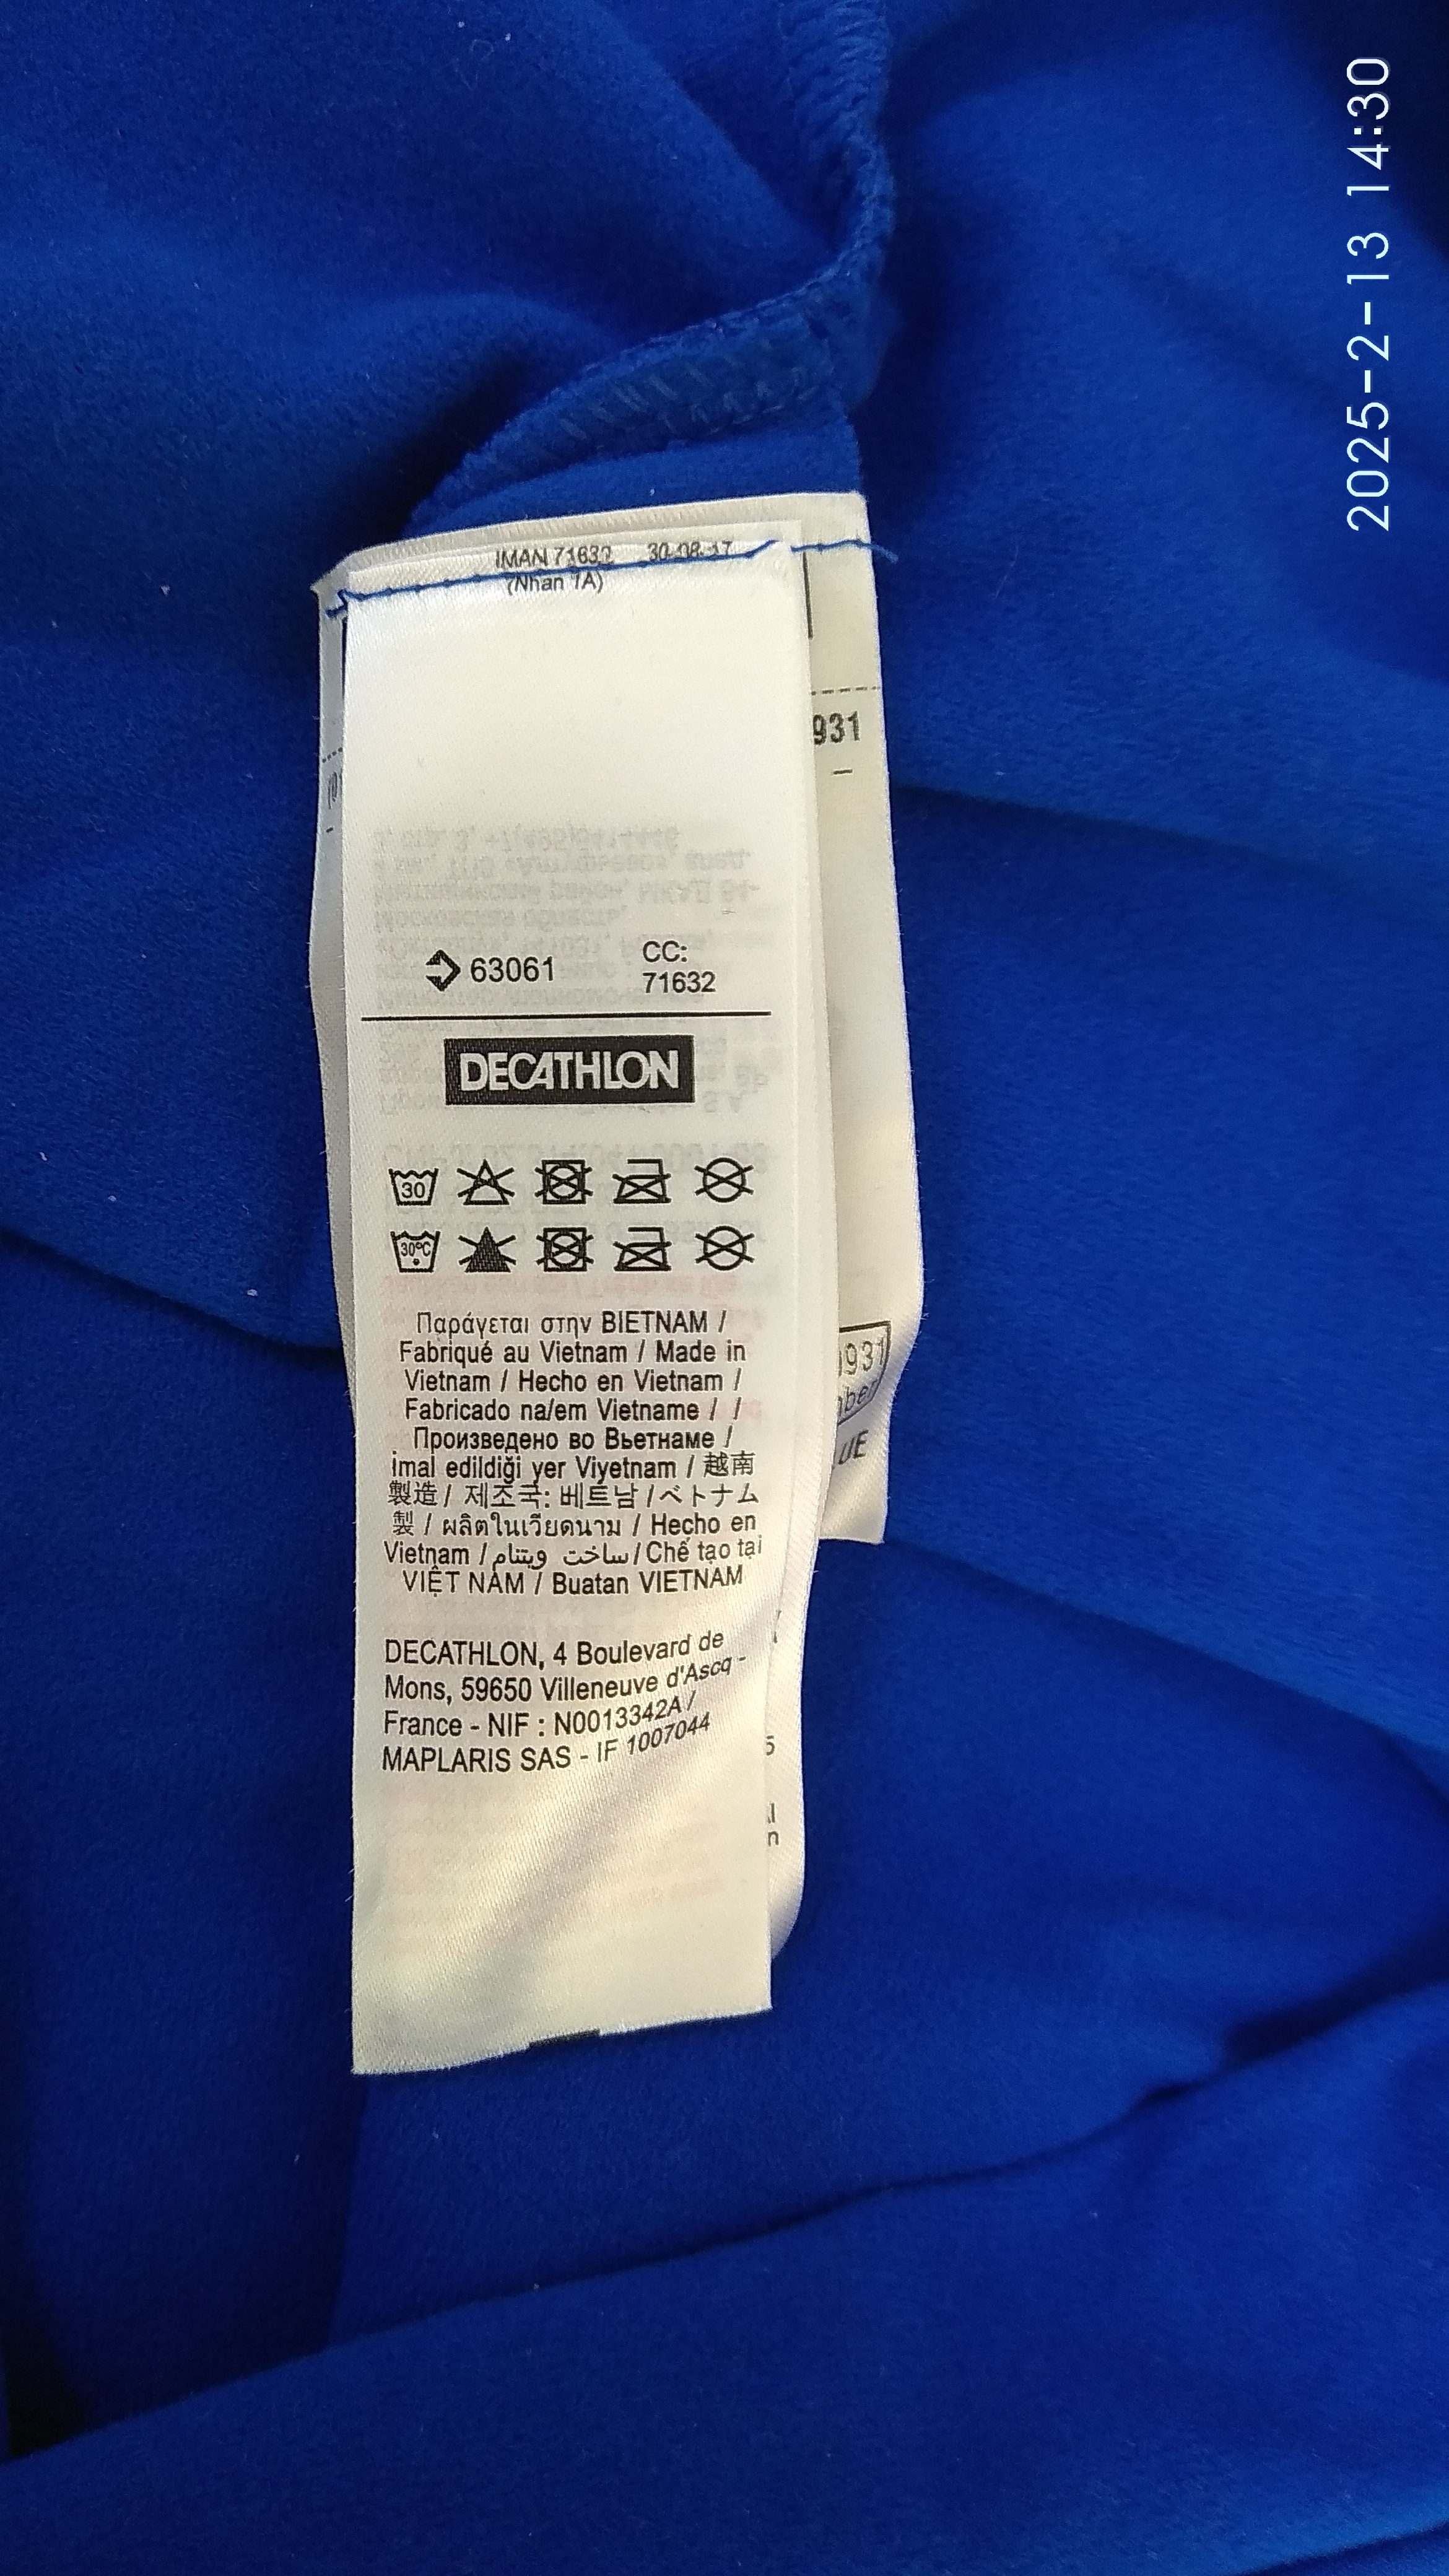 2025-2-13 14:30
IMAN 71632 30-08-17
(Nhan 1A)
931
63061
CC:
71632
DECATHLON
30
30°C
Παράγεται στην ΒΙΕΤΝΑΜ /
Fabriqué au Vietnam / Made in
Vietnam / Hecho en Vietnam /
Fabricado na/em Vietname / /
Произведено во Вьетнаме /
İmal edildiği yer Viyetnam / 越南
製造 / 제조국: 베트남 / ベトナム
製 / ผลิตในเวียดนาม / Hecho en
Vietnam / ساخت ويتنام / Chế tạo tại
VIỆT NAM / Buatan VIETNAM
DECATHLON, 4 Boulevard de
Mons, 59650 Villeneuve d'Ascq -
France - NIF : N0013342A /
MAPLARIS SAS - IF 1007044